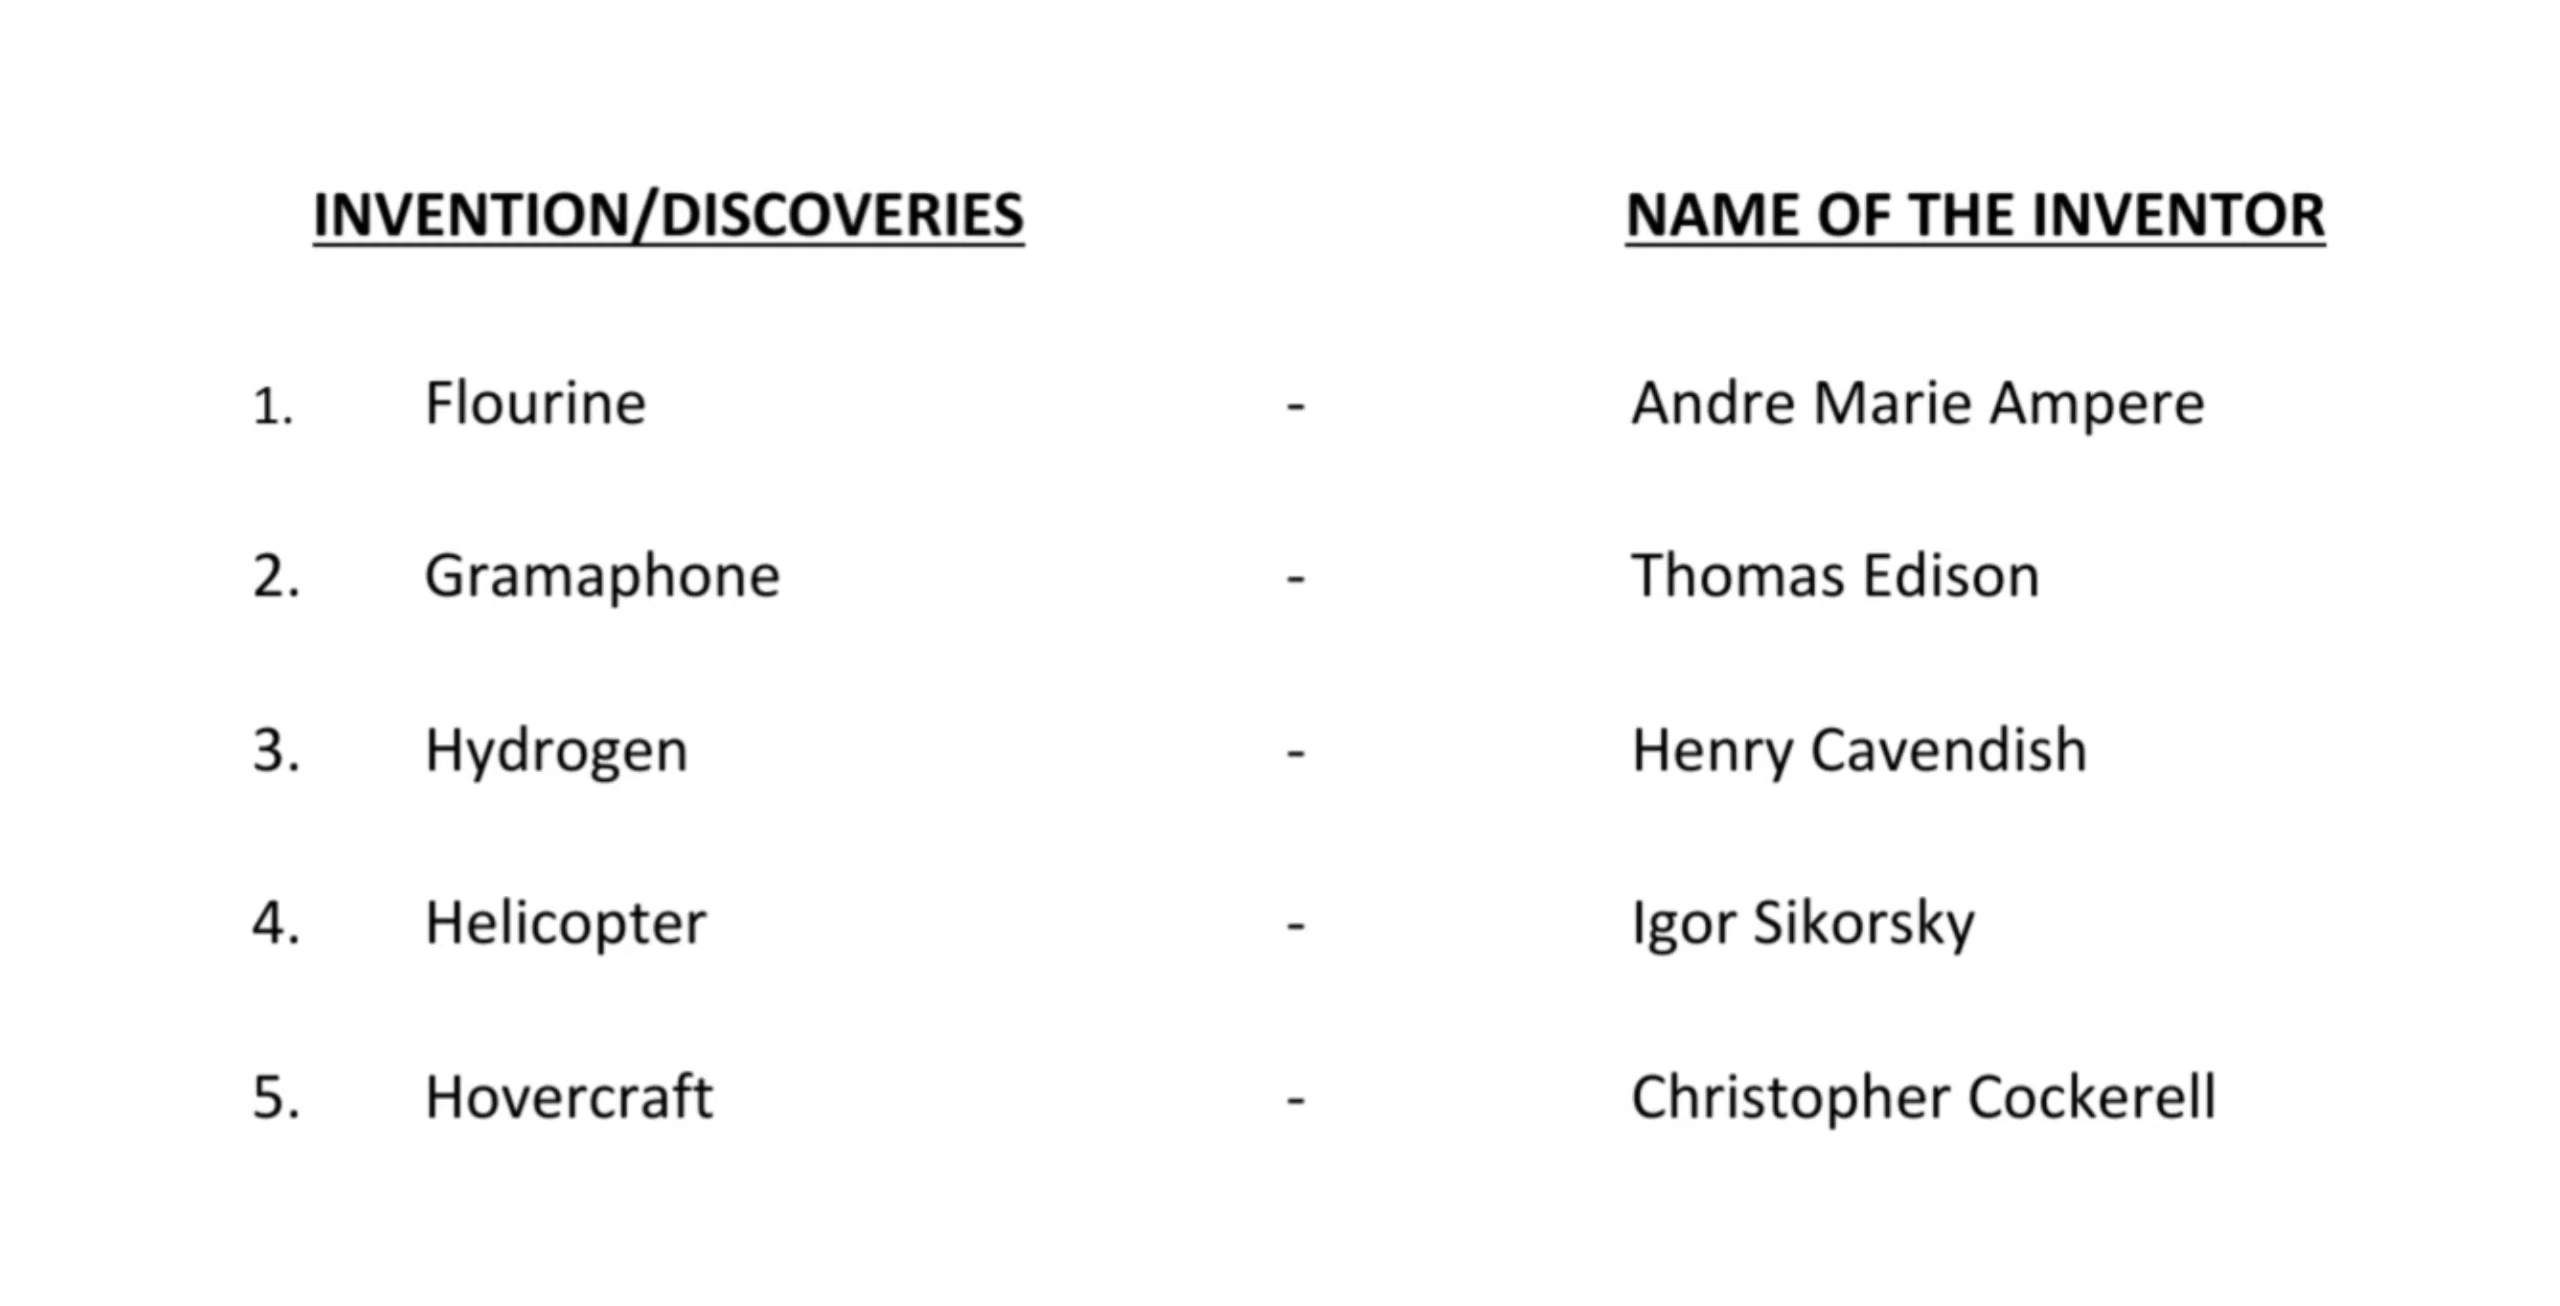 INVENTION/DISCOVERIES NAME OF THE INVENTOR
1. Flourine - Andre Marie Ampere
2. Gramaphone - Thomas Edison
3. Hydrogen - Henry Cavendish
4. Helicopter - Igor Sikorsky
5. Hovercraft - Christopher Cockerell